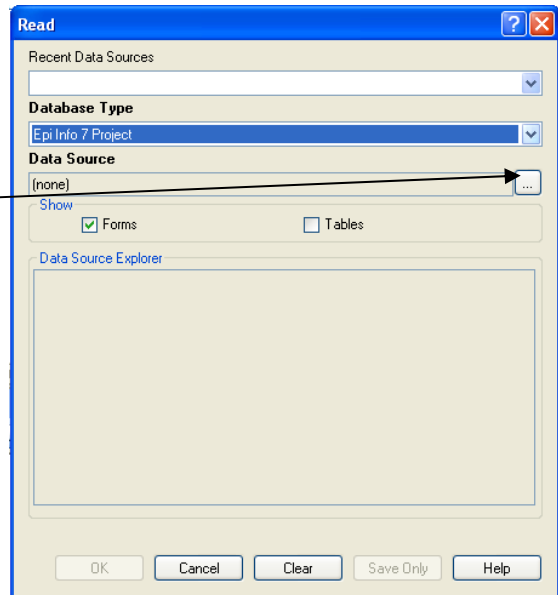 Read
Recent Data Sources
Database Type
Epi Info 7 Project
Data Source
(none)
...
Show
Forms
Tables
Data Source Explorer
OK
Cancel
Clear
Save Only
Help